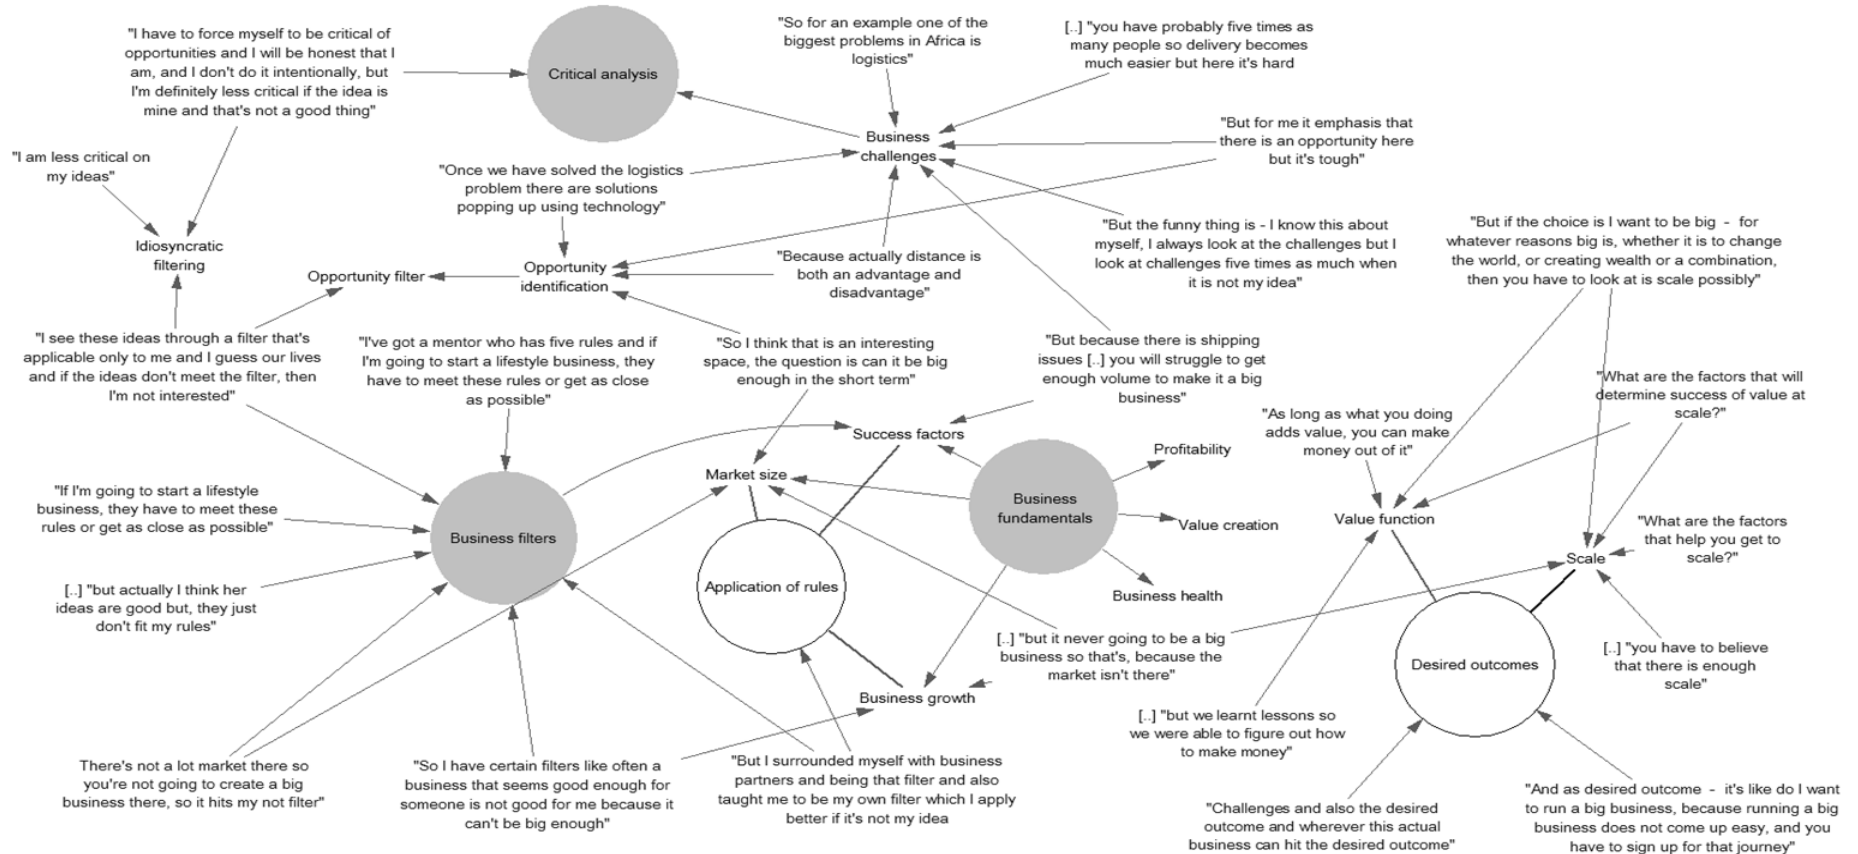 "I have to force myself to be critical of
opportunities and I will be honest that I
am, and I don't do it intentionally, but
I'm definitely less critical if the idea is
mine and that's not a good thing"
Critical analysis
"So for an example one of the
biggest problems in Africa is
logistics"
[..] "you have probably five times as
many people so delivery becomes
much easier but here it's hard
"But for me it emphasis that
there is an opportunity here
but it's tough"
Business
challenges
"I am less critical on
my ideas"
"Once we have solved the logistics
problem there are solutions
popping up using technology"
Idiosyncratic
filtering
Opportunity filter
Opportunity
identification
"Because actually distance is
both an advantage and
disadvantage"
"But the funny thing is - I know this about
myself, I always look at the challenges but I
look at challenges five times as much when
it is not my idea"
"But if the choice is I want to be big - for
whatever reasons big is, whether it is to change
the world, or creating wealth or a combination,
then you have to look at is scale possibly"
"I see these ideas through a filter that's
applicable only to me and I guess our lives
and if the ideas don't meet the filter, then
I'm not interested"
"I've got a mentor who has five rules and if
I'm going to start a lifestyle business, they
have to meet these rules or get as close
as possible"
"So I think that is an interesting
space, the question is can it be big
enough in the short term"
"But because there is shipping
issues [..] you will struggle to get
enough volume to make it a big
business"
"What are the factors that will
determine success of value at
scale?"
"As long as what you doing
adds value, you can make
money out of it"
Success factors
Profitability
Market size
Business
fundamentals
Value creation
Value function
"If I'm going to start a lifestyle
business, they have to meet these
rules or get as close as possible"
Business filters
"What are the factors
that help you get to
scale?"
Scale
Application of rules
Business health
[..] "but actually I think her
ideas are good but, they just
don't fit my rules"
[..] "but it never going to be a big
business so that's, because the
market isn't there"
Desired outcomes
[..] "you have to believe
that there is enough
scale"
Business growth
[..] "but we learnt lessons so
we were able to figure out how
to make money"
There's not a lot market there so
you're not going to create a big
business there, so it hits my not filter"
"So I have certain filters like often a
business that seems good enough for
someone is not good for me because it
can't be big enough"
"But I surrounded myself with business
partners and being that filter and also
taught me to be my own filter which I apply
better if it's not my idea
"Challenges and also the desired
outcome and wherever this actual
business can hit the desired outcome"
"And as desired outcome - it's like do I want
to run a big business, because running a big
business does not come up easy, and you
have to sign up for that journey"